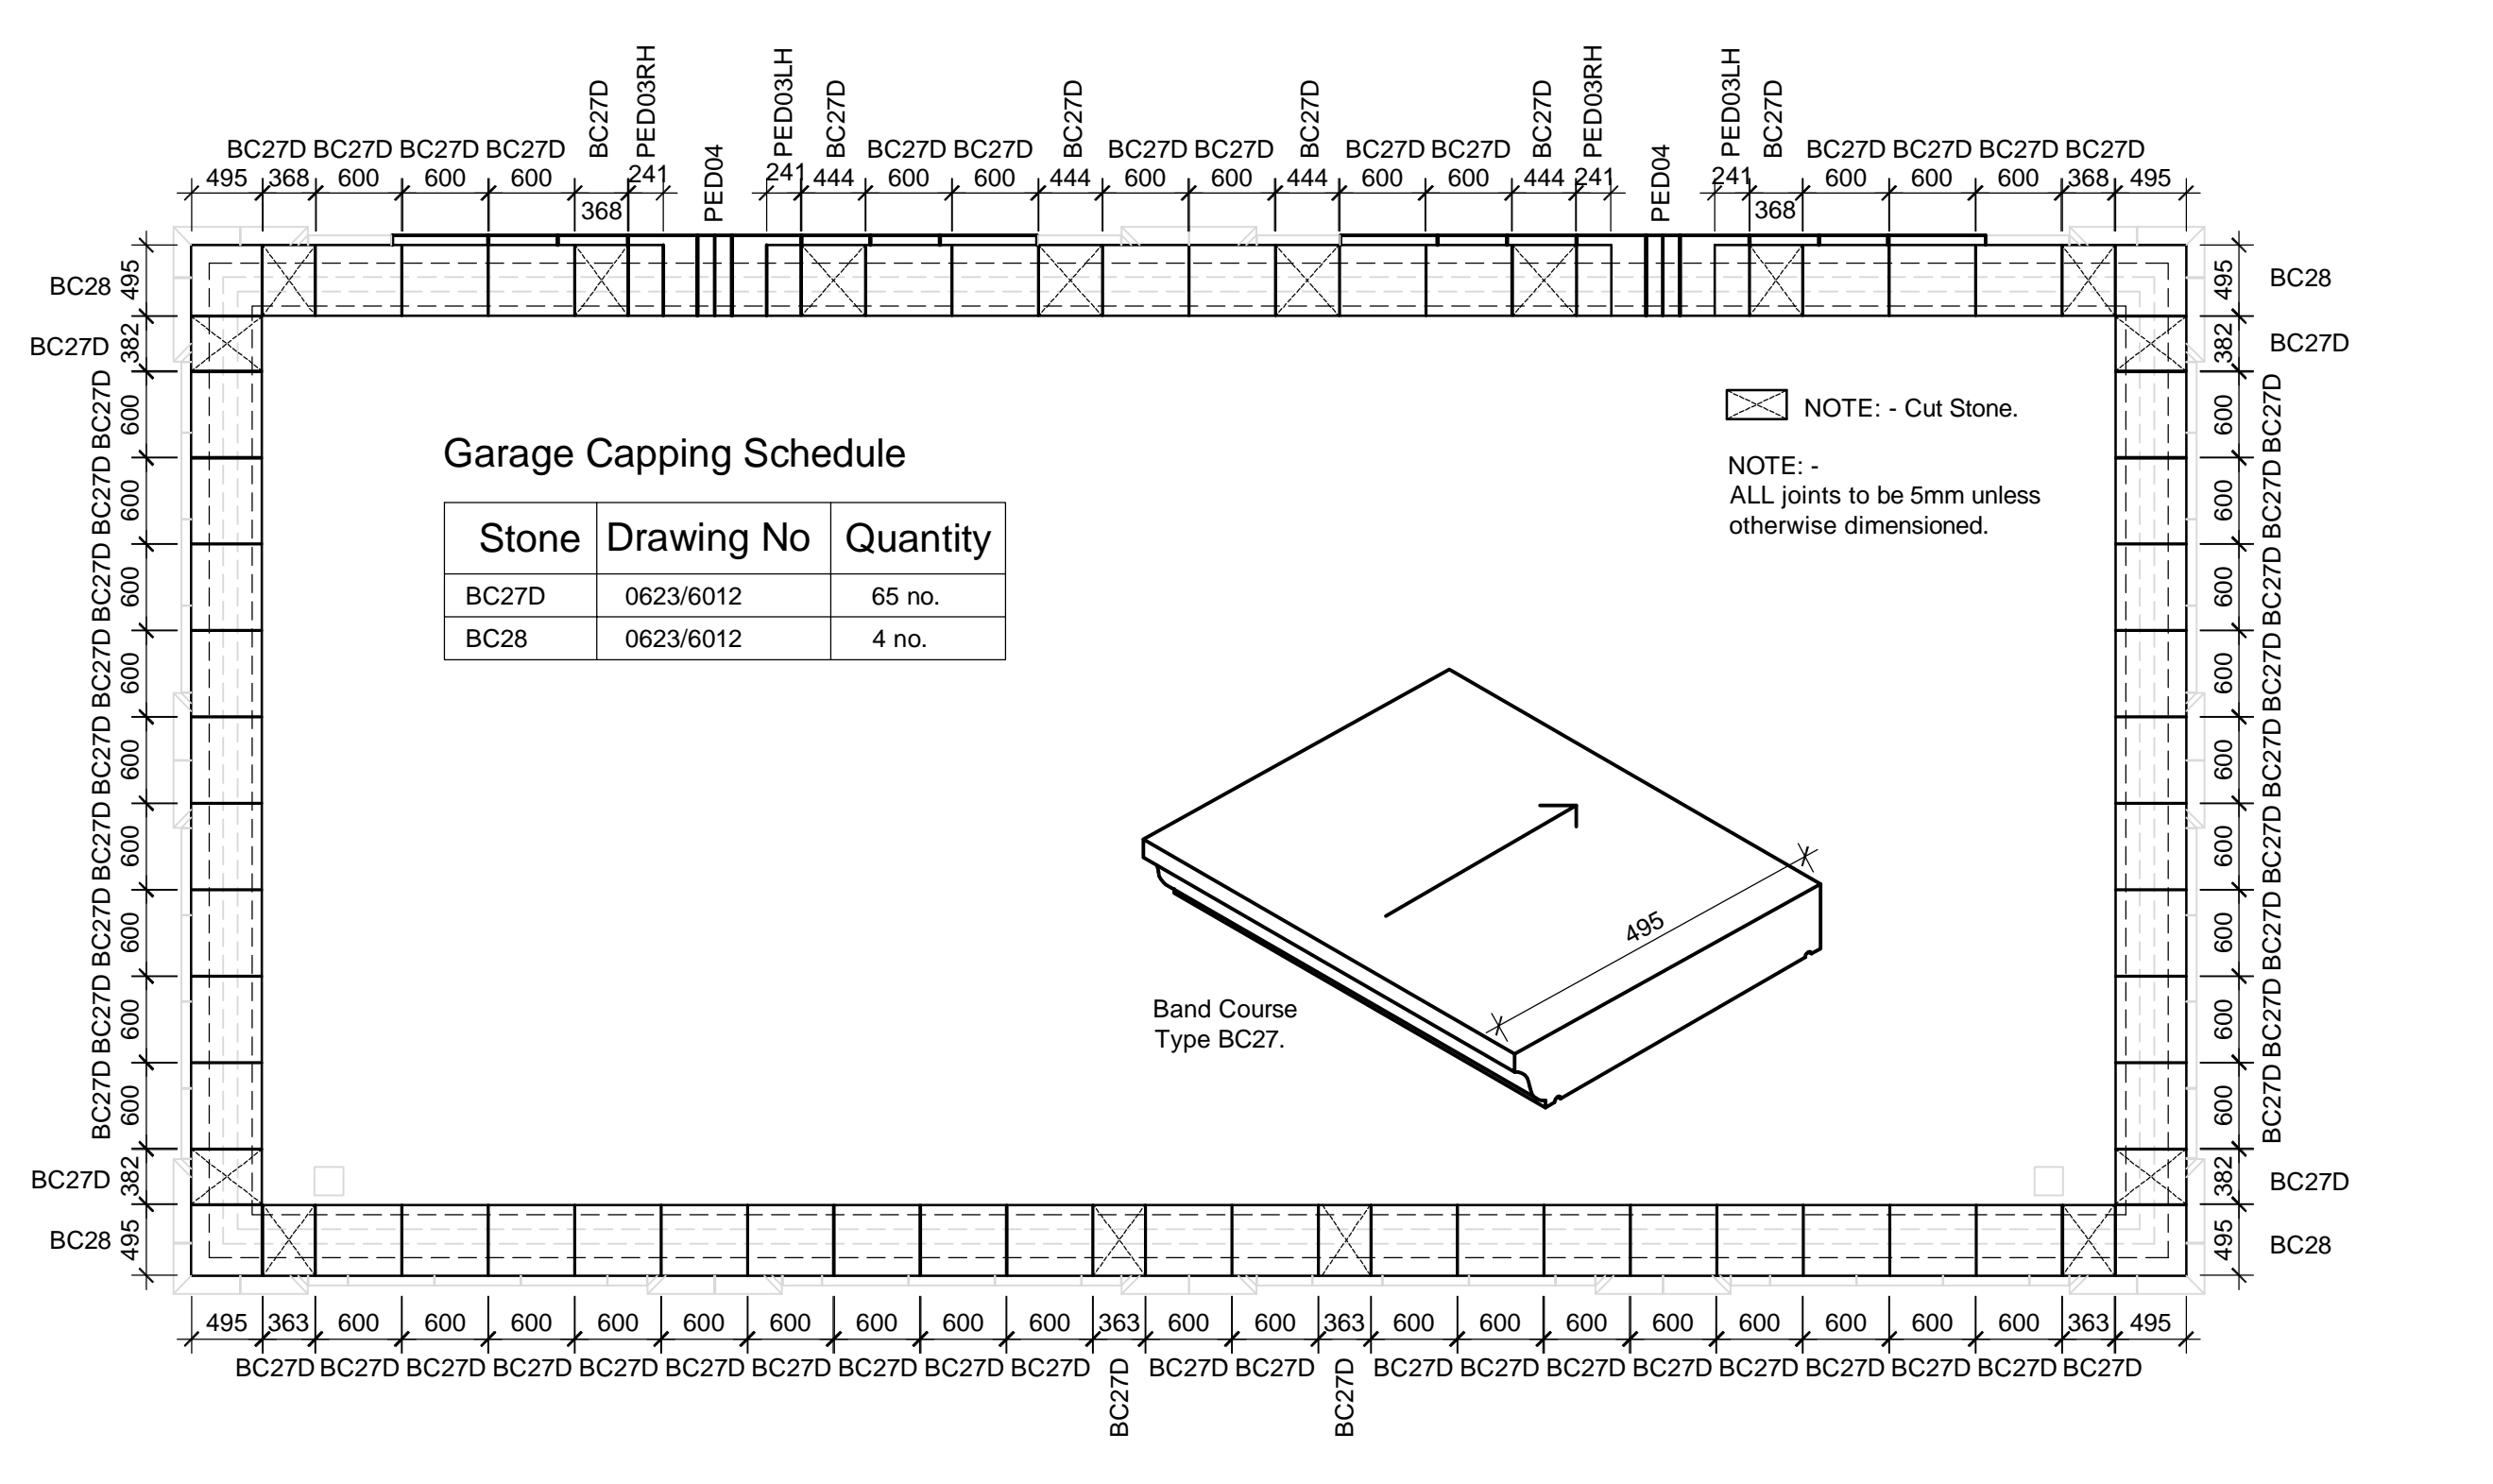 BC27D PED03RH PED04 PED03LH BC27D BC27D BC27D BC27D PED03RH PED04 PED03LH BC27D
BC27D BC27D BC27D BC27D BC27D BC27D BC27D BC27D BC27D BC27D BC27D BC27D BC27D BC27D
495 368 600 600 600 241 241 444 600 600 444 600 600 444 600 600 444 241 241 600 600 600 368 495
368 368
BC28 495 495 BC28
BC27D 382 382 BC27D
BC27D 600 600 BC27D
BC27D 600 600 BC27D
BC27D 600 600 BC27D
BC27D 600 600 BC27D
BC27D 600 600 BC27D
BC27D 600 600 BC27D
BC27D 600 600 BC27D
BC27D 600 600 BC27D
BC27D 600 600 BC27D
BC27D 382 382 BC27D
BC28 495 495 BC28
NOTE: - Cut Stone.
NOTE: -
ALL joints to be 5mm unless
otherwise dimensioned.
Garage Capping Schedule
Stone Drawing No Quantity
BC27D 0623/6012 65 no.
BC28 0623/6012 4 no.
495
Band Course
Type BC27.
495 363 600 600 600 600 600 600 600 600 600 363 600 600 363 600 600 600 600 600 600 600 600 363 495
BC27D BC27D BC27D BC27D BC27D BC27D BC27D BC27D BC27D BC27D BC27D BC27D BC27D BC27D BC27D BC27D BC27D BC27D BC27D BC27D BC27D
BC27D BC27D